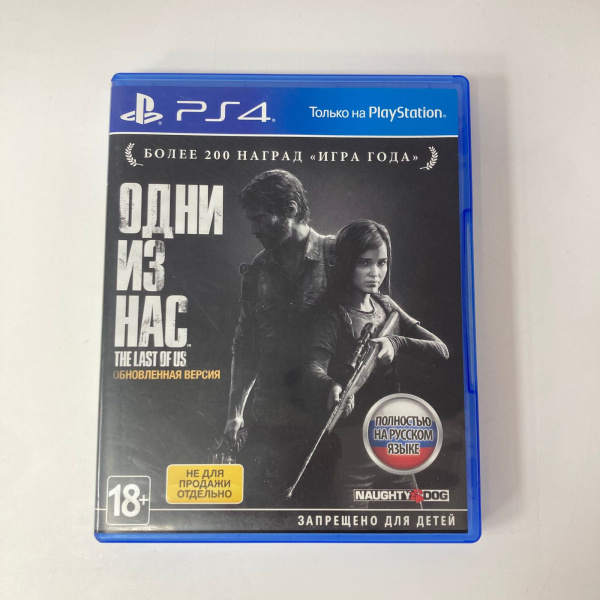 PS4
Только на PlayStation®
БОЛЕЕ 200 НАГРАД «ИГРА ГОДА»
ОДНИ
ИЗ
НАС™
THE LAST OF US
ОБНОВЛЕННАЯ ВЕРСИЯ
ПОЛНОСТЬЮ
НА РУССКОМ
ЯЗЫКЕ
НЕ ДЛЯ
ПРОДАЖИ
ОТДЕЛЬНО
18+
NAUGHTY DOG
ЗАПРЕЩЕНО ДЛЯ ДЕТЕЙ